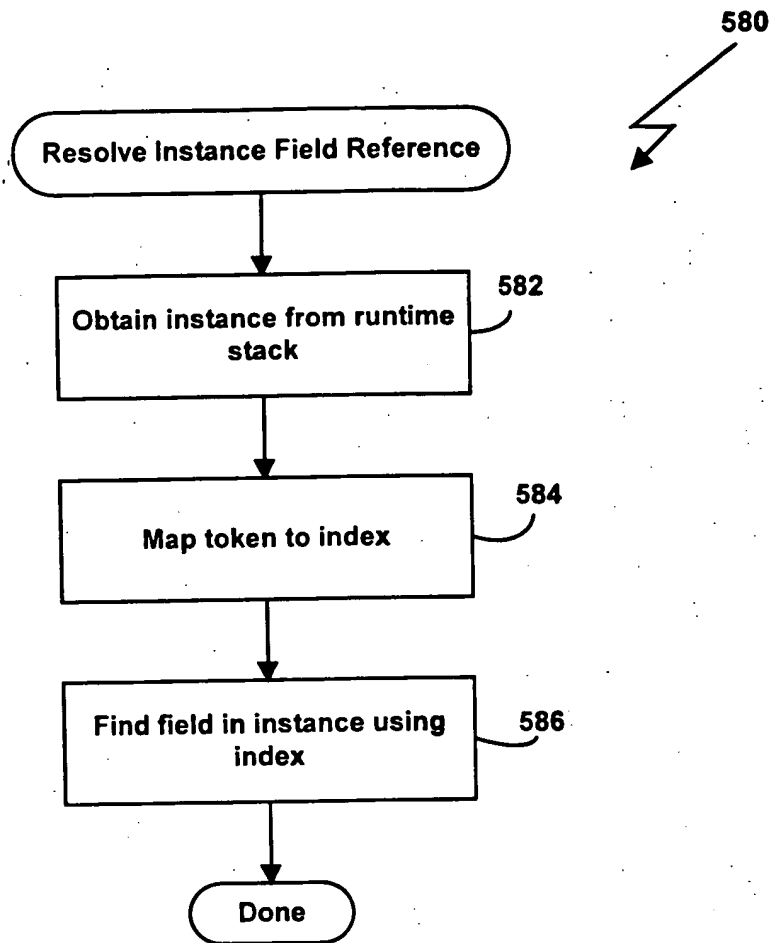 580
Resolve Instance Field Reference
582
Obtain instance from runtime
stack
584
Map token to index
586
Find field in instance using
index
Done